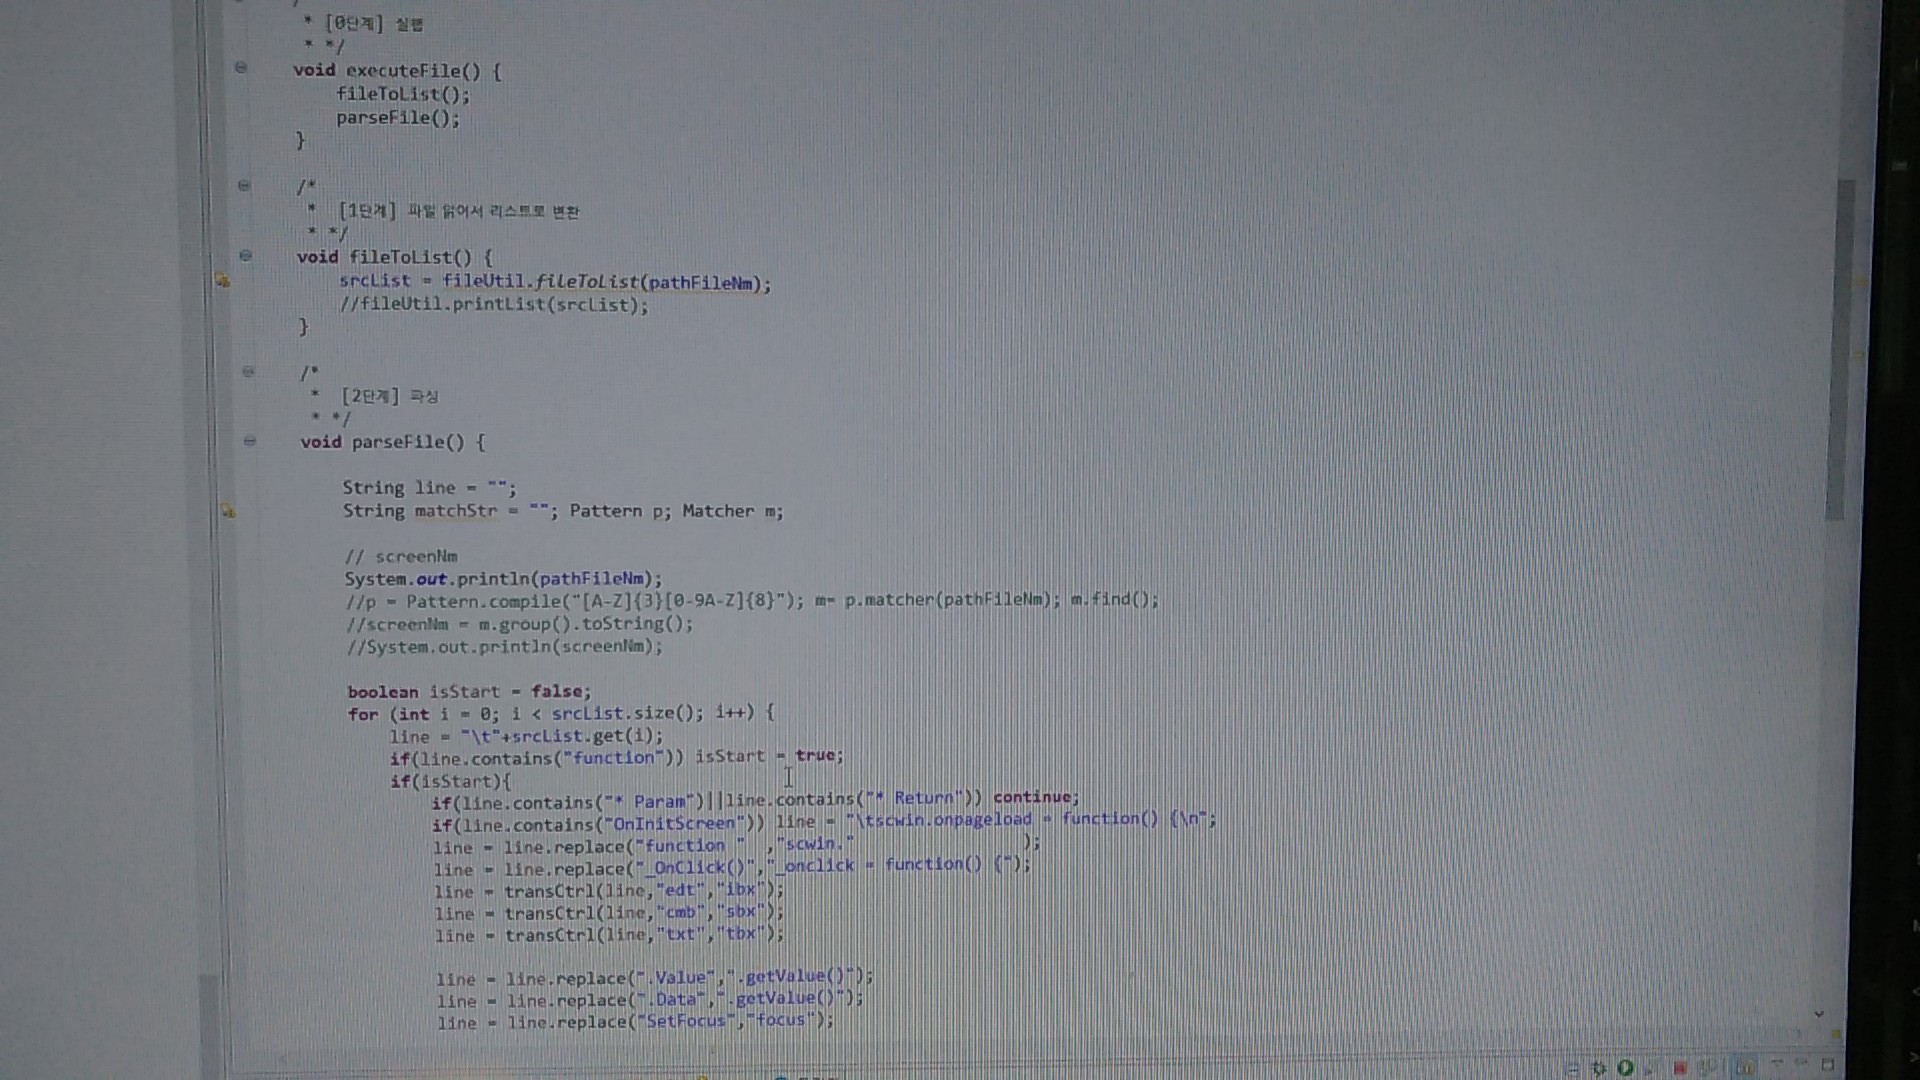 * [0단계] 실행
* */
void executeFile() {
fileToList();
parseFile();
}
/*
* [1단계] 파일 읽어서 리스트로 변환
* */
void fileToList() {
srcList = fileUtil.fileToList(pathFileNm);
//fileUtil.printList(srcList);
}
/*
* [2단계] 파싱
* */
void parseFile() {
String line = "";
String matchStr = ""; Pattern p; Matcher m;
// screenNm
System.out.println(pathFileNm);
//p = Pattern.compile("[A-Z]{3}[0-9A-Z]{8}"); m= p.matcher(pathFileNm); m.find();
//screenNm = m.group().toString();
//System.out.println(screenNm);
boolean isStart = false;
for (int i = 0; i < srcList.size(); i++) {
line = "\t"+srcList.get(i);
if(line.contains("function")) isStart = true;
if(isStart){
if(line.contains("* Param")||line.contains("* Return")) continue;
if(line.contains("OnInitScreen")) line = "\tscwin.onpageload = function() {\n";
line = line.replace("function " ,"scwin." );
line = line.replace("_OnClick()","_onclick = function() {");
line = transCtrl(line,"edt","ibx");
line = transCtrl(line,"cmb","sbx");
line = transCtrl(line,"txt","tbx");
line = line.replace(".Value",".getValue()");
line = line.replace(".Data",".getValue()");
line = line.replace("SetFocus","focus");